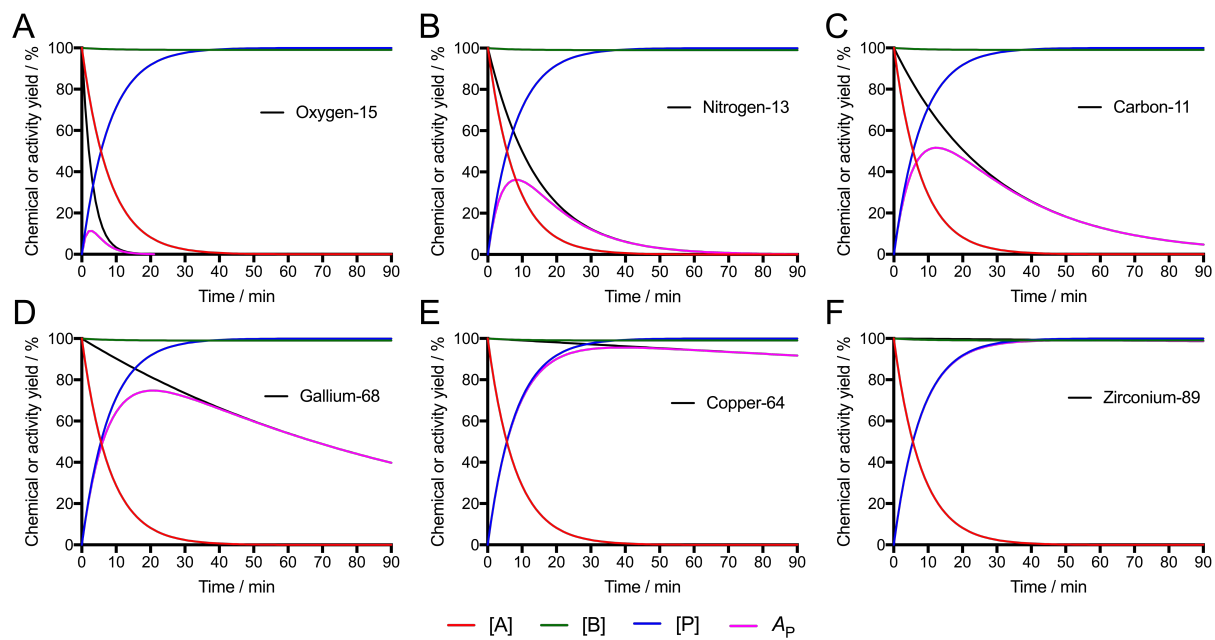 A B C
Chemical or activity yield / %
100
80
60
40
20
0
Oxygen-15
0 10 20 30 40 50 60 70 80 90
Time / min
Chemical or activity yield / %
100
80
60
40
20
0
Nitrogen-13
0 10 20 30 40 50 60 70 80 90
Time / min
Chemical or activity yield / %
100
80
60
40
20
0
Carbon-11
0 10 20 30 40 50 60 70 80 90
Time / min
D E F
Chemical or activity yield / %
100
80
60
40
20
0
Gallium-68
0 10 20 30 40 50 60 70 80 90
Time / min
Chemical or activity yield / %
100
80
60
40
20
0
Copper-64
0 10 20 30 40 50 60 70 80 90
Time / min
Chemical or activity yield / %
100
80
60
40
20
0
Zirconium-89
0 10 20 30 40 50 60 70 80 90
Time / min
[A] [B] [P] AP